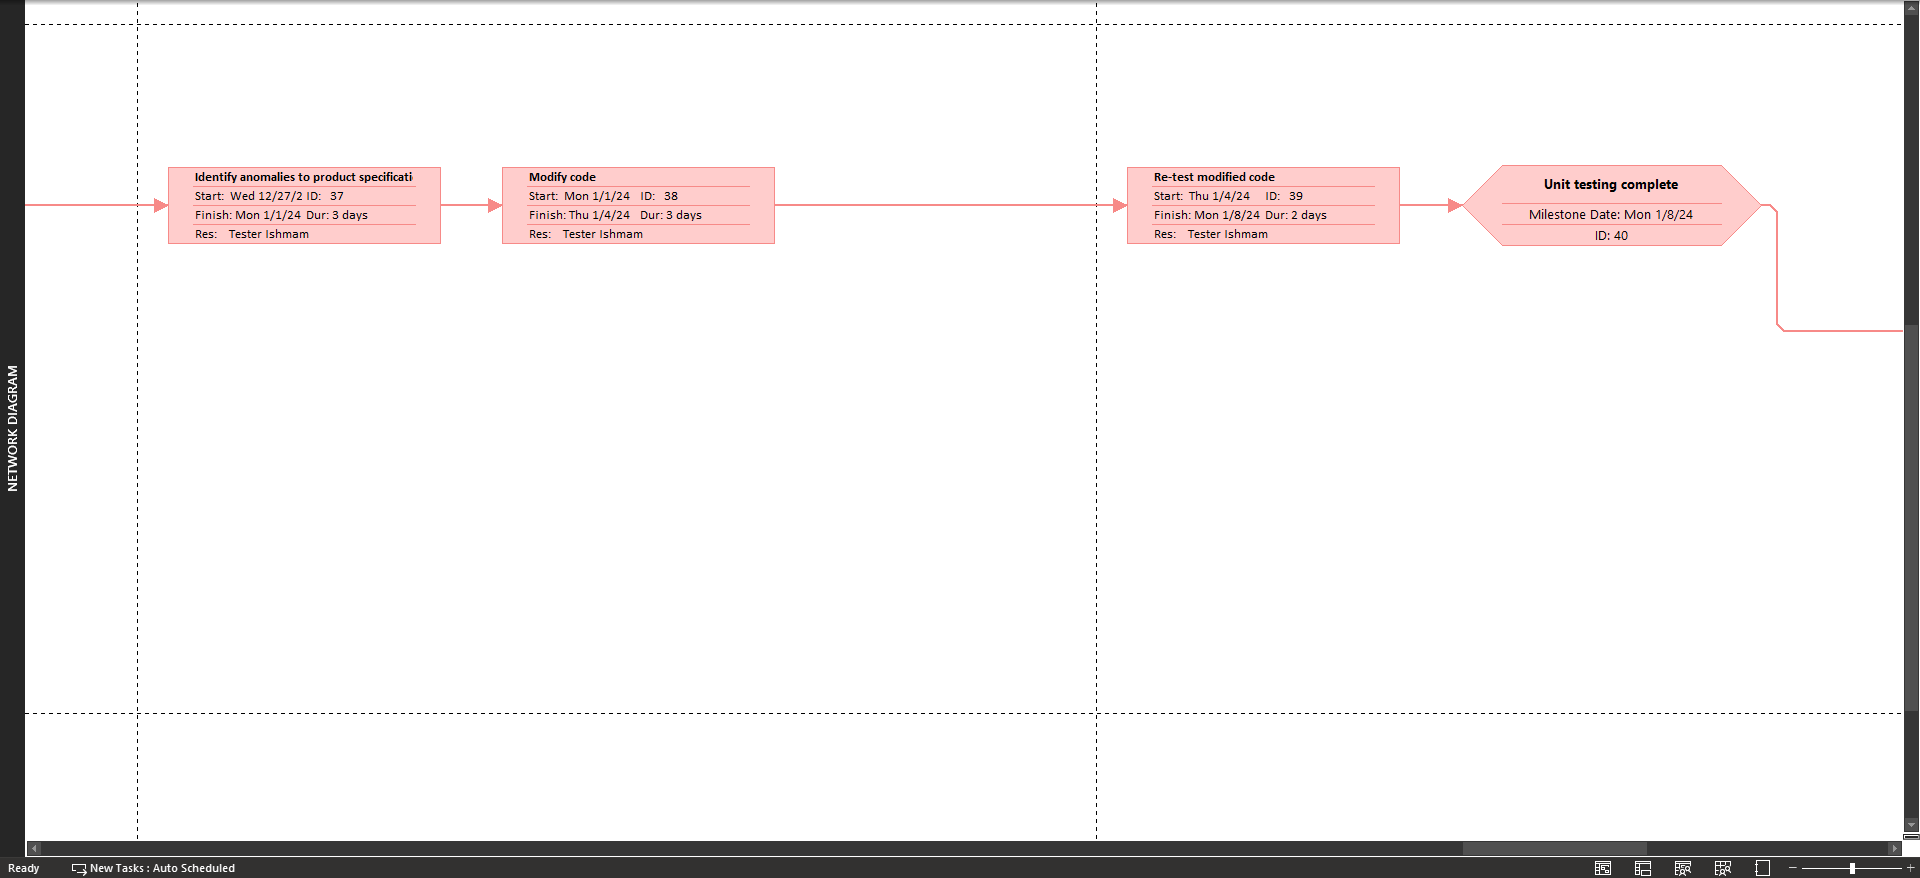 NETWORK DIAGRAM
Identify anomalies to product specificati
Start: Wed 12/27/2 ID: 37
Finish: Mon 1/1/24 Dur: 3 days
Res: Tester Ishmam
Modify code
Start: Mon 1/1/24 ID: 38
Finish: Thu 1/4/24 Dur: 3 days
Res: Tester Ishmam
Re-test modified code
Start: Thu 1/4/24 ID: 39
Finish: Mon 1/8/24 Dur: 2 days
Res: Tester Ishmam
Unit testing complete
Milestone Date: Mon 1/8/24
ID: 40
Ready
New Tasks : Auto Scheduled